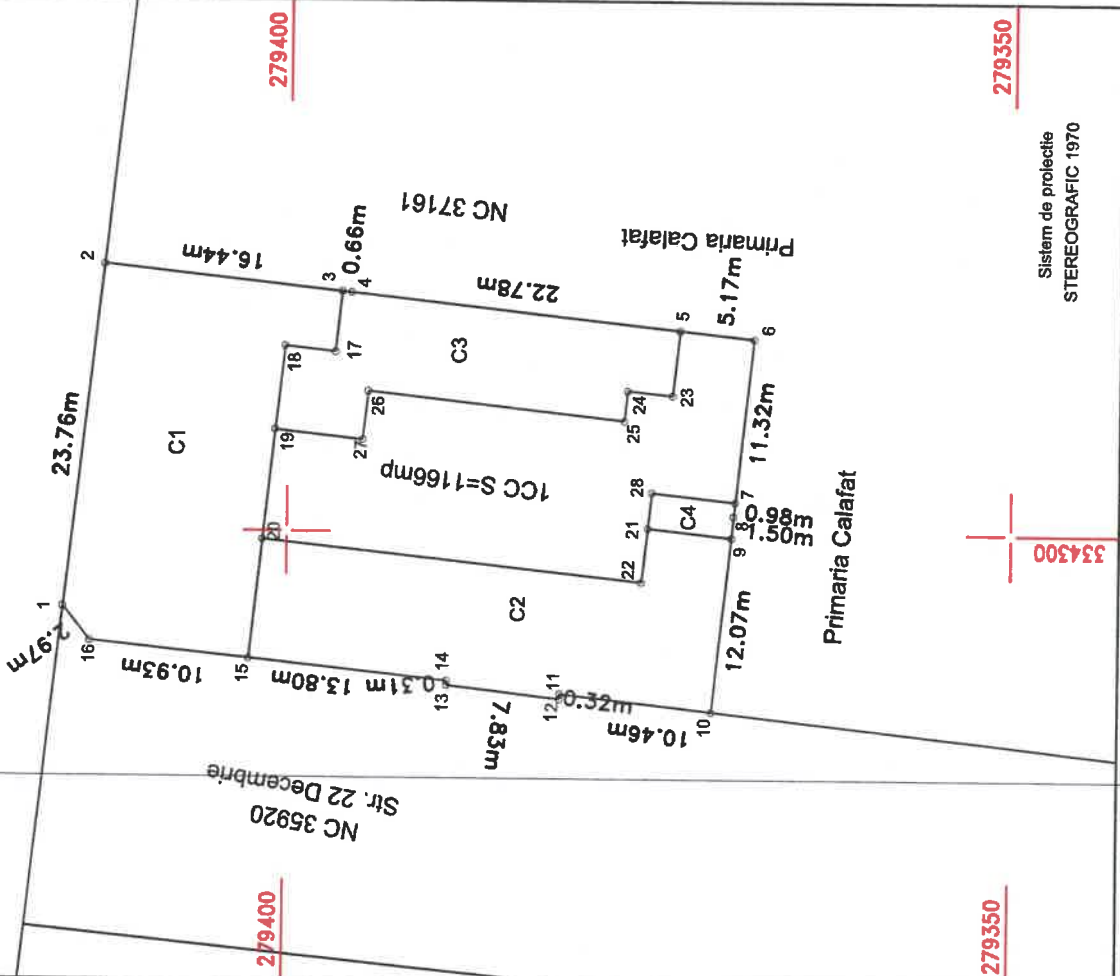 279400
279350
Sistem de proiectie
STEREOGRAFIC 1970
2
16.44m
3
0.66m
4
NC 37161
Primaria Calafat
22.78m
5
5.17m
6
23.76m
C1
18
17
C3
26
19
27
24
23
25
11.32m
1CC S=1166mp
20
28
21
C4
7
0.68m
8
1.50m
9
22
1
2.97m
16
10.93m
15
C2
12.07m
Primaria Calafat
13.80m
0.31m
14
13
11
12
0.32m
7.83m
10.46m
10
334300
NC 35920
Str. 22 Decembrie
279400
279350